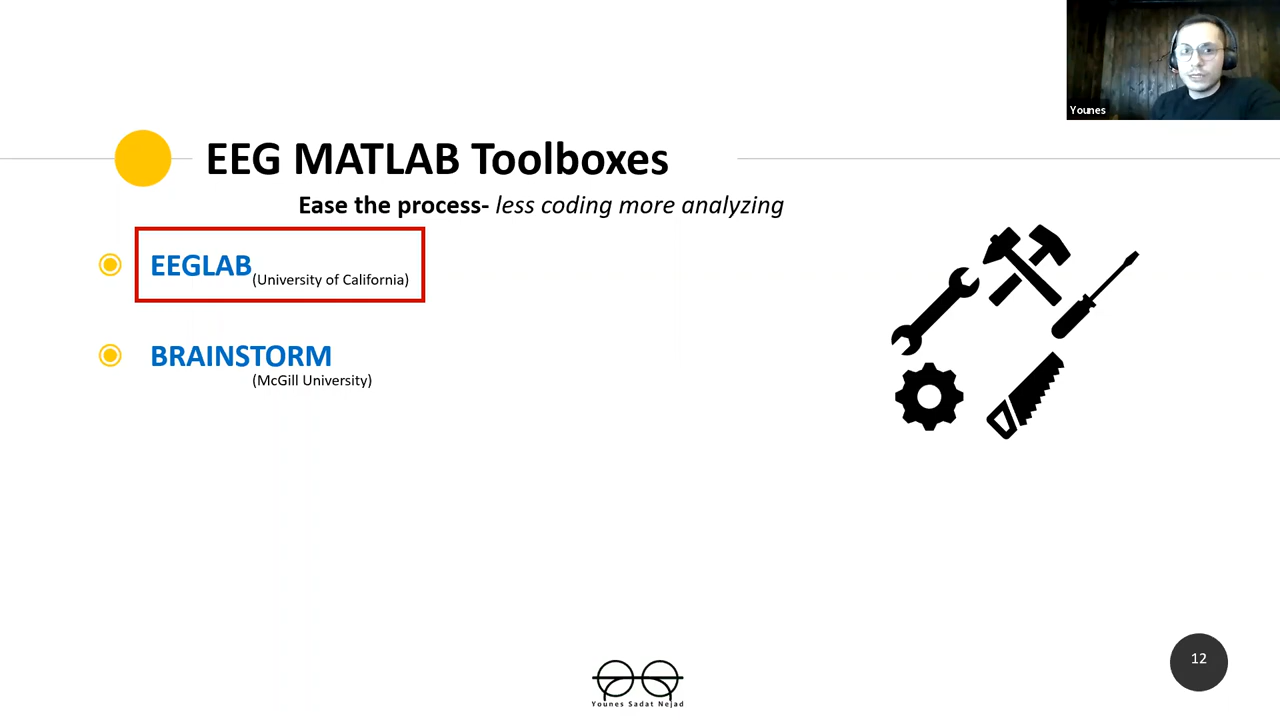 Younes
EEG MATLAB Toolboxes
Ease the process- less coding more analyzing
EEGLAB
(University of California)
BRAINSTORM
(McGill University)
12
Younes Sadat Nejad